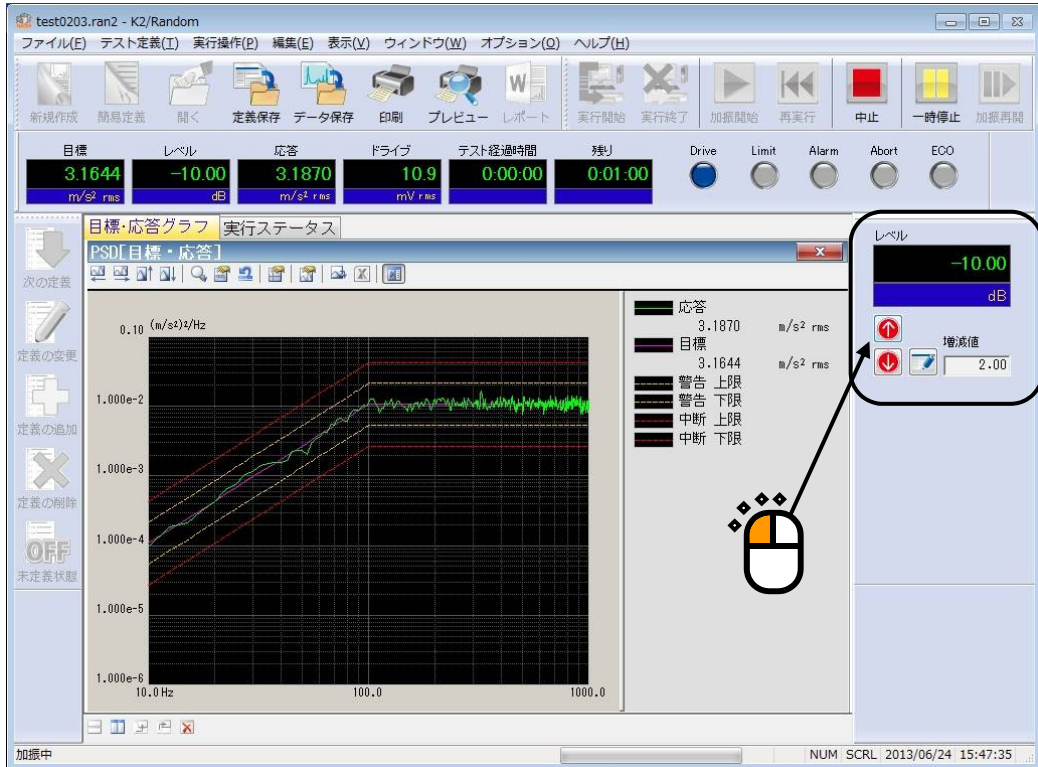 test0203.ran2 - K2/Random
ファイル(F) テスト定義(T) 実行操作(P) 編集(E) 表示(V) ウィンドウ(W) オプション(O) ヘルプ(H)
新規作成 簡易定義 開く 定義保存 データ保存 印刷 プレビュー レポート 実行開始 実行終了 加振開始 再実行 中止 一時停止 加振再開
目標 レベル 応答 ドライブ テスト経過時間 残り Drive Limit Alarm Abort ECO
3.1644 -10.00 3.1870 10.9 0:00:00 0:01:00
m/s² rms dB m/s² rms mV rms
目標・応答グラフ 実行ステータス
PSD[目標・応答]
次の定義
定義の変更
定義の追加
定義の削除
OFF
未定義状態
0.10 (m/s²)²/Hz
1.000e-2
1.000e-3
1.000e-4
1.000e-5
1.000e-6
10.0 Hz 100.0 1000.0
応答
3.1870 m/s² rms
目標
3.1644 m/s² rms
警告 上限
警告 下限
中断 上限
中断 下限
レベル
-10.00
dB
増減値
2.00
加振中 NUM SCRL 2013/06/24 15:47:35